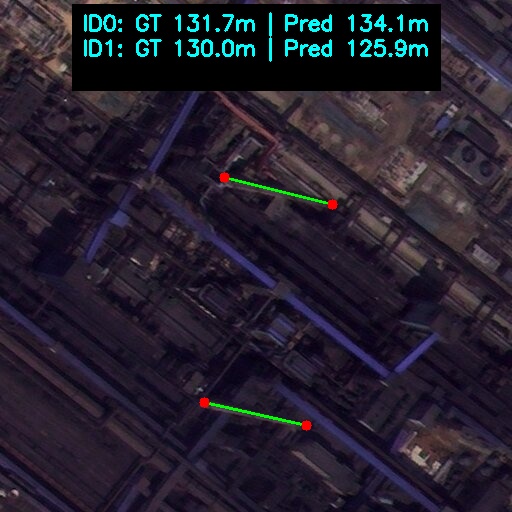 ID0: GT 131.7m | Pred 134.1m
ID1: GT 130.0m | Pred 125.9m